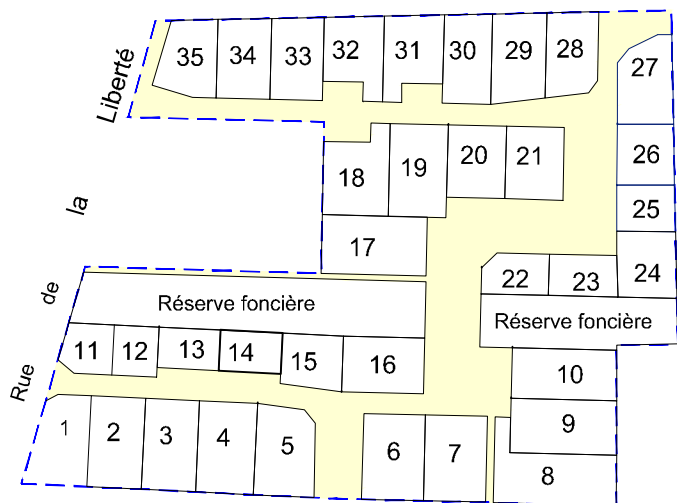 35 34 33 32 31 30 29 28
27
Liberté
18 19 20 21
26
25
la
17
22 23 24
de
Réserve foncière
Réserve foncière
11 12 13 14 15 16
10
Rue
1 2 3 4 5
6 7
9
8